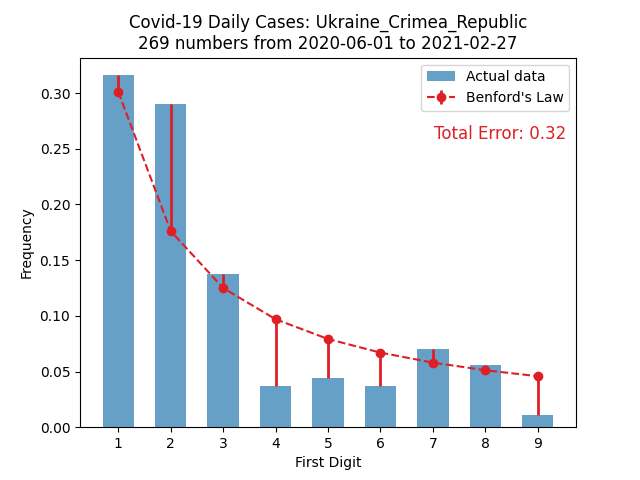 Covid-19 Daily Cases: Ukraine_Crimea_Republic
269 numbers from 2020-06-01 to 2021-02-27
Actual data
Benford's Law
Total Error: 0.32
Frequency
0.30
0.25
0.20
0.15
0.10
0.05
0.00
1 2 3 4 5 6 7 8 9
First Digit